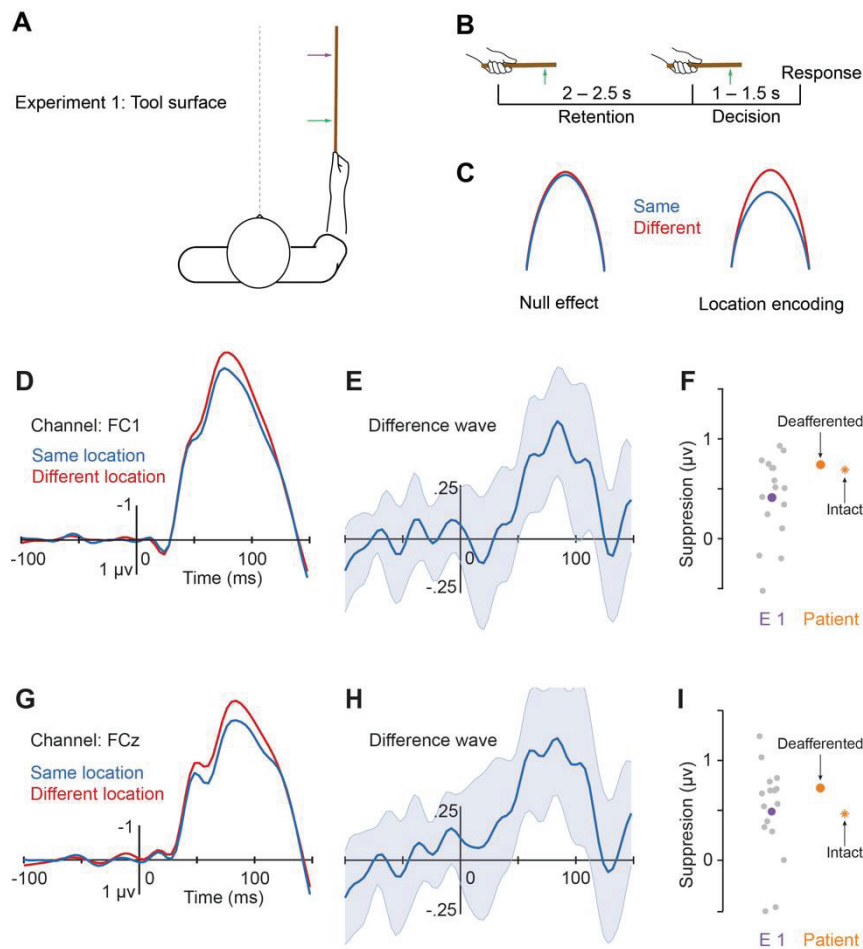 A
Experiment 1: Tool surface
B
2 – 2.5 s
1 – 1.5 s
Response
Retention
Decision
C
Same
Different
Null effect
Location encoding
D
Channel: FC1
Same location
Different location
-1
-100
0
100
1 µv
Time (ms)
E
Difference wave
.25
0
100
-.25
F
Suppresion (µv)
1
0
Deafferented
Intact
E 1
Patient
G
Channel: FCz
Same location
Different location
-1
-100
0
100
1 µv
Time (ms)
H
Difference wave
.25
0
100
-.25
I
Suppression (µv)
1
0
Deafferented
Intact
E 1
Patient